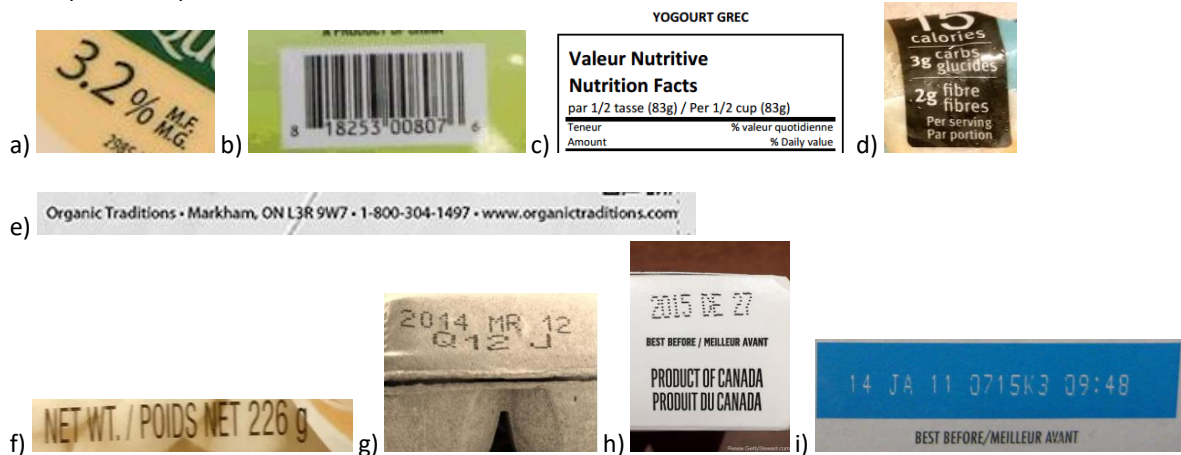 a)
3.2% M.F.
M.G.
b)
A PRODUCT OF CHINA
8 18253 00807 6
c)
YOGOURT GREC
Valeur Nutritive
Nutrition Facts
par 1/2 tasse (83g) / Per 1/2 cup (83g)
Teneur % valeur quotidienne
Amount % Daily value
d)
15
calories
3g carbs
glucides
2g fibre
fibres
Per serving
Par portion
e)
Organic Traditions • Markham, ON L3R 9W7 • 1-800-304-1497 • www.organictraditions.com
f)
NET WT. / POIDS NET 226 g
g)
2014 MR 12
Q12 J
h)
2015 DE 27
BEST BEFORE / MEILLEUR AVANT
PRODUCT OF CANADA
PRODUIT DU CANADA
i)
14 JA 11 0715K3 09:48
BEST BEFORE/MEILLEUR AVANT